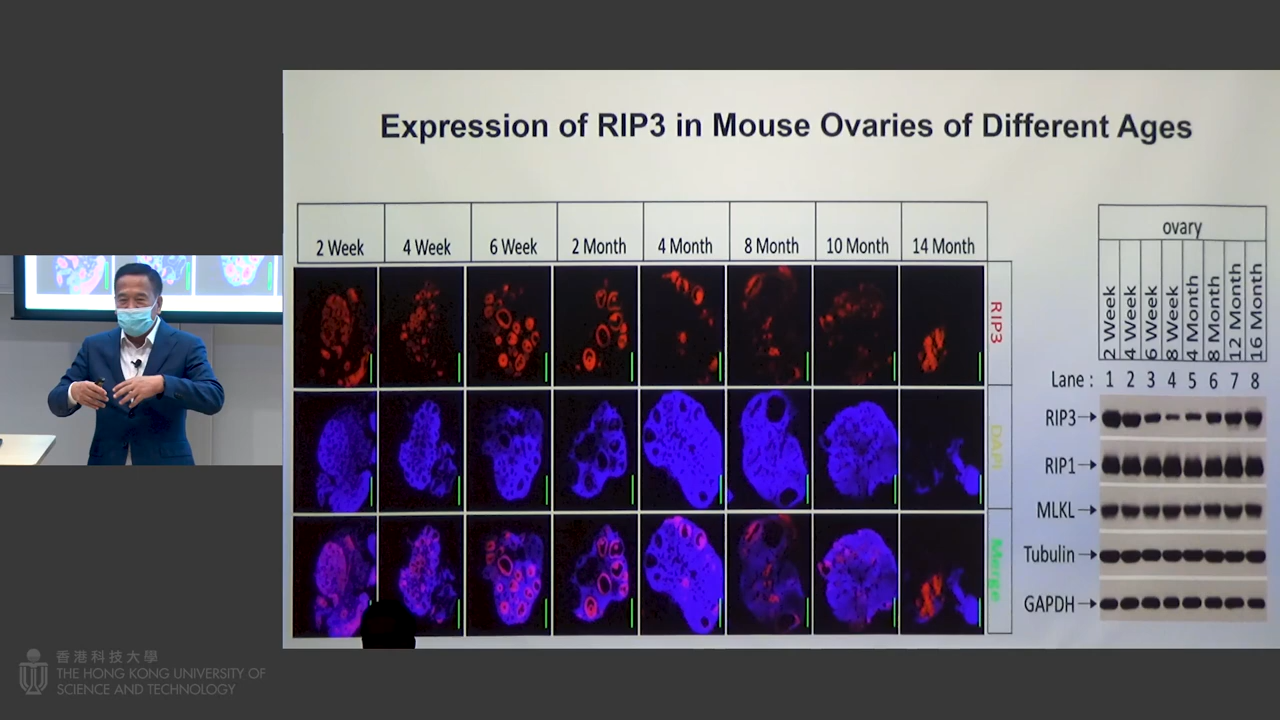 Expression of RIP3 in Mouse Ovaries of Different Ages
2 Week
4 Week
6 Week
2 Month
4 Month
8 Month
10 Month
14 Month
RIP3
DAPI
Merge
ovary
2 Week
4 Week
6 Week
8 Week
4 Month
8 Month
12 Month
16 Month
Lane : 1 2 3 4 5 6 7 8
RIP3
RIP1
MLKL
Tubulin
GAPDH
香港科技大學
THE HONG KONG UNIVERSITY OF
SCIENCE AND TECHNOLOGY